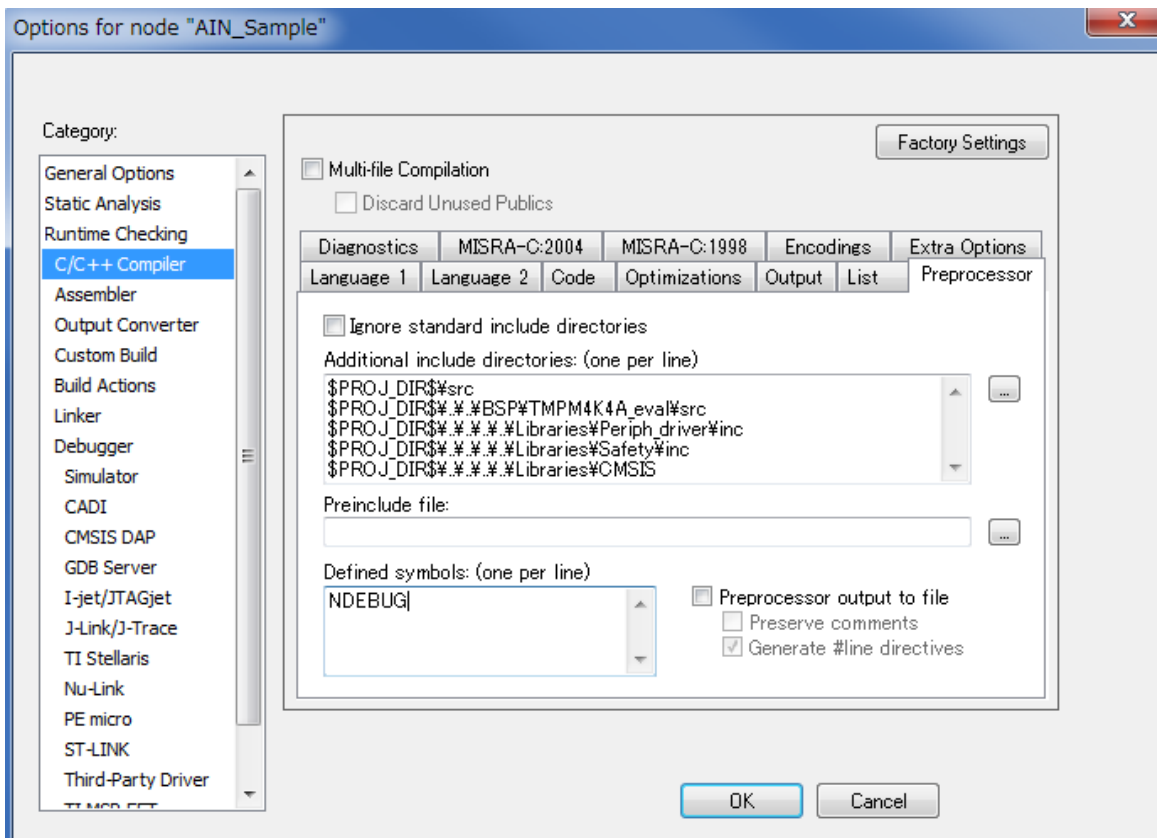 Options for node "AIN_Sample"
Category:
General Options
Static Analysis
Runtime Checking
C/C++ Compiler
Assembler
Output Converter
Custom Build
Build Actions
Linker
Debugger
Simulator
CADI
CMSIS DAP
GDB Server
I-jet/JTAGjet
J-Link/J-Trace
TI Stellaris
Nu-Link
PE micro
ST-LINK
Third-Party Driver
Factory Settings
Multi-file Compilation
Discard Unused Publics
Diagnostics MISRA-C:2004 MISRA-C:1998 Encodings Extra Options
Language 1 Language 2 Code Optimizations Output List Preprocessor
Ignore standard include directories
Additional include directories: (one per line)
$PROJ_DIR$¥src
$PROJ_DIR$¥..¥..¥BSP¥TMPM4K4A_eval¥src
$PROJ_DIR$¥..¥..¥..¥..¥Libraries¥Periph_driver¥inc
$PROJ_DIR$¥..¥..¥..¥..¥Libraries¥Safety¥inc
$PROJ_DIR$¥..¥..¥..¥..¥Libraries¥CMSIS
...
Preinclude file:
...
Defined symbols: (one per line)
NDEBUG
Preprocessor output to file
Preserve comments
Generate #line directives
OK Cancel